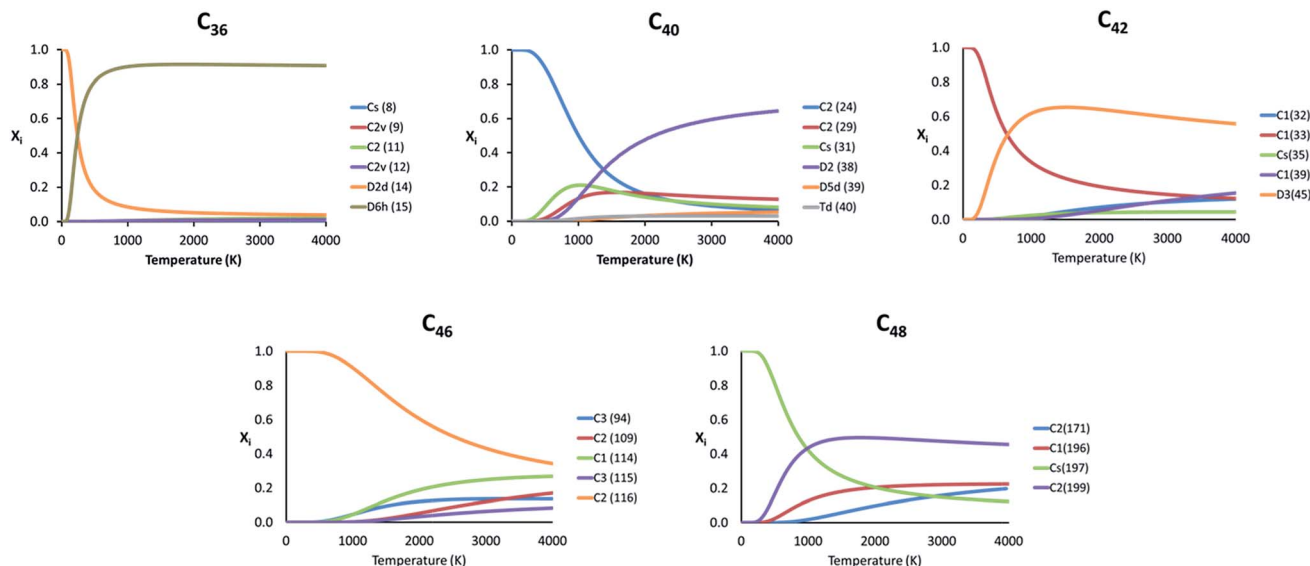 C36
1.0
0.8
0.6
Xi
0.4
0.2
0.0
0 1000 2000 3000 4000
Temperature (K)
Cs (8)
C2v (9)
C2 (11)
C2v (12)
D2d (14)
D6h (15)
C40
1.0
0.8
0.6
Xi
0.4
0.2
0.0
0 1000 2000 3000 4000
Temperature (K)
C2 (24)
C2 (29)
Cs (31)
D2 (38)
D5d (39)
Td (40)
C42
1.0
0.8
0.6
Xi
0.4
0.2
0.0
0 1000 2000 3000 4000
Temperature (K)
C1(32)
C1(33)
Cs(35)
C1(39)
D3(45)
C46
1.0
0.8
0.6
Xi
0.4
0.2
0.0
0 1000 2000 3000 4000
Temperature (K)
C3 (94)
C2 (109)
C1 (114)
C3 (115)
C2 (116)
C48
1.0
0.8
0.6
Xi
0.4
0.2
0.0
0 1000 2000 3000 4000
Temperature (K)
C2(171)
C1(196)
Cs(197)
C2(199)